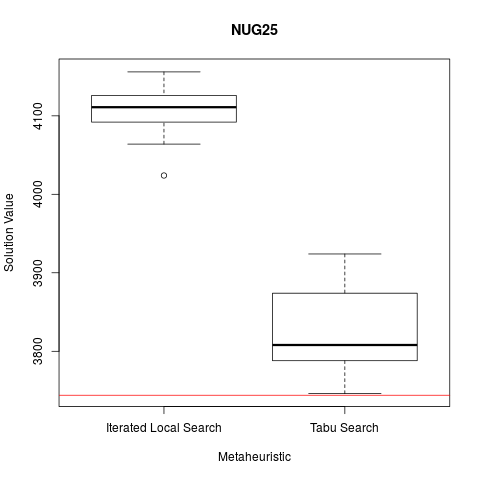 NUG25
Solution Value
4100
4000
3900
3800
Iterated Local Search
Tabu Search
Metaheuristic